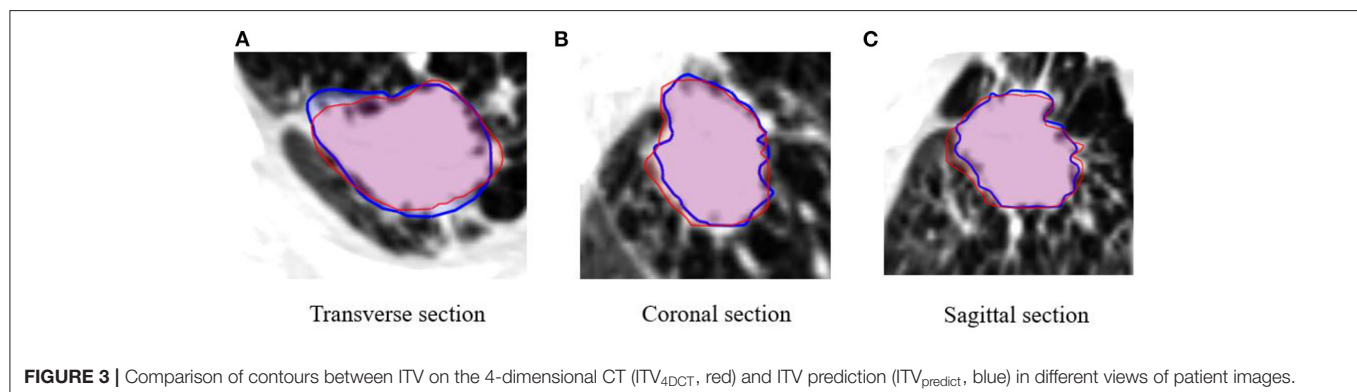 A
B
C
Transverse section
Coronal section
Sagittal section
FIGURE 3 | Comparison of contours between ITV on the 4-dimensional CT (ITV4DCT, red) and ITV prediction (ITVpredict, blue) in different views of patient images.